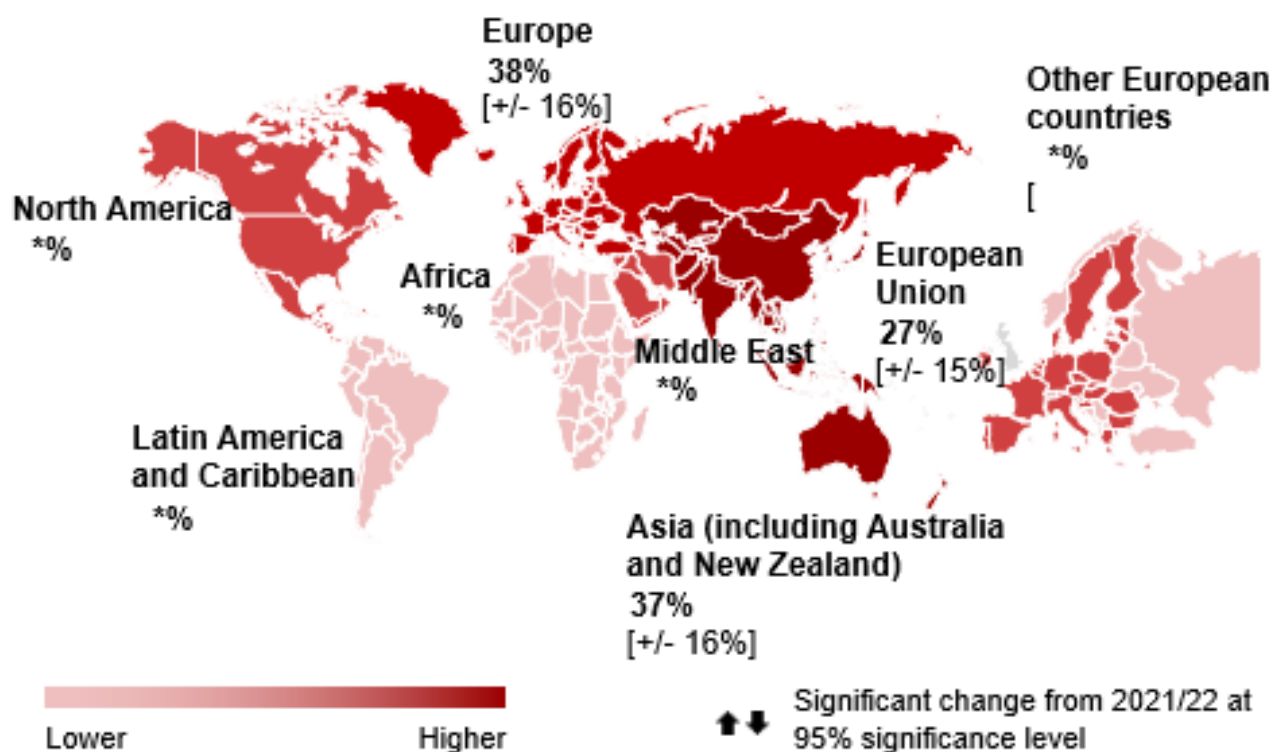 Europe
38%
[+/- 16%]
Other European
countries
*%
[
North America
*%
Africa
*%
European
Union
27%
[+/- 15%]
Middle East
*%
Latin America
and Caribbean
*%
Asia (including Australia
and New Zealand)
37%
[+/- 16%]
Lower
Higher
Significant change from 2021/22 at
95% significance level